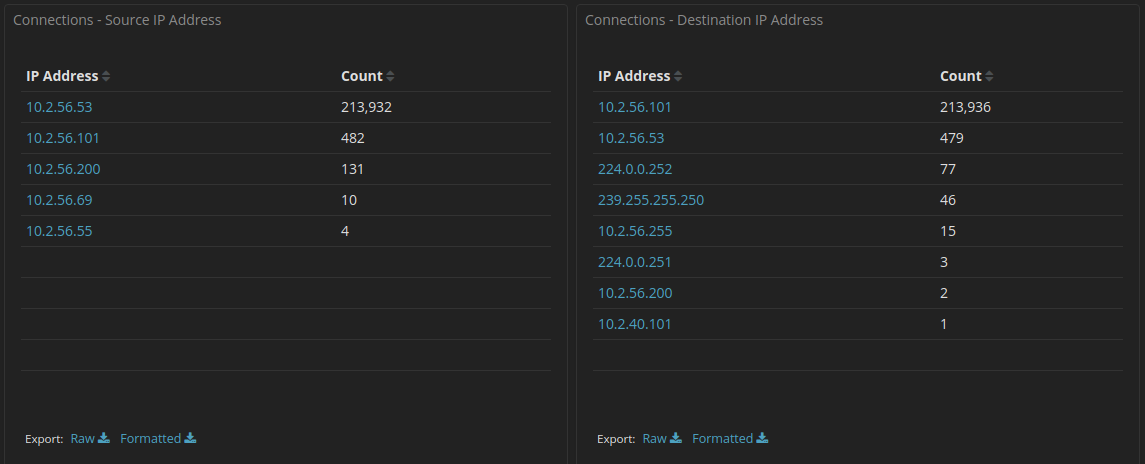 Connections - Source IP Address
IP Address Count
10.2.56.53 213,932
10.2.56.101 482
10.2.56.200 131
10.2.56.69 10
10.2.56.55 4
Export: Raw Formatted
Connections - Destination IP Address
IP Address Count
10.2.56.101 213,936
10.2.56.53 479
224.0.0.252 77
239.255.255.250 46
10.2.56.255 15
224.0.0.251 3
10.2.56.200 2
10.2.40.101 1
Export: Raw Formatted